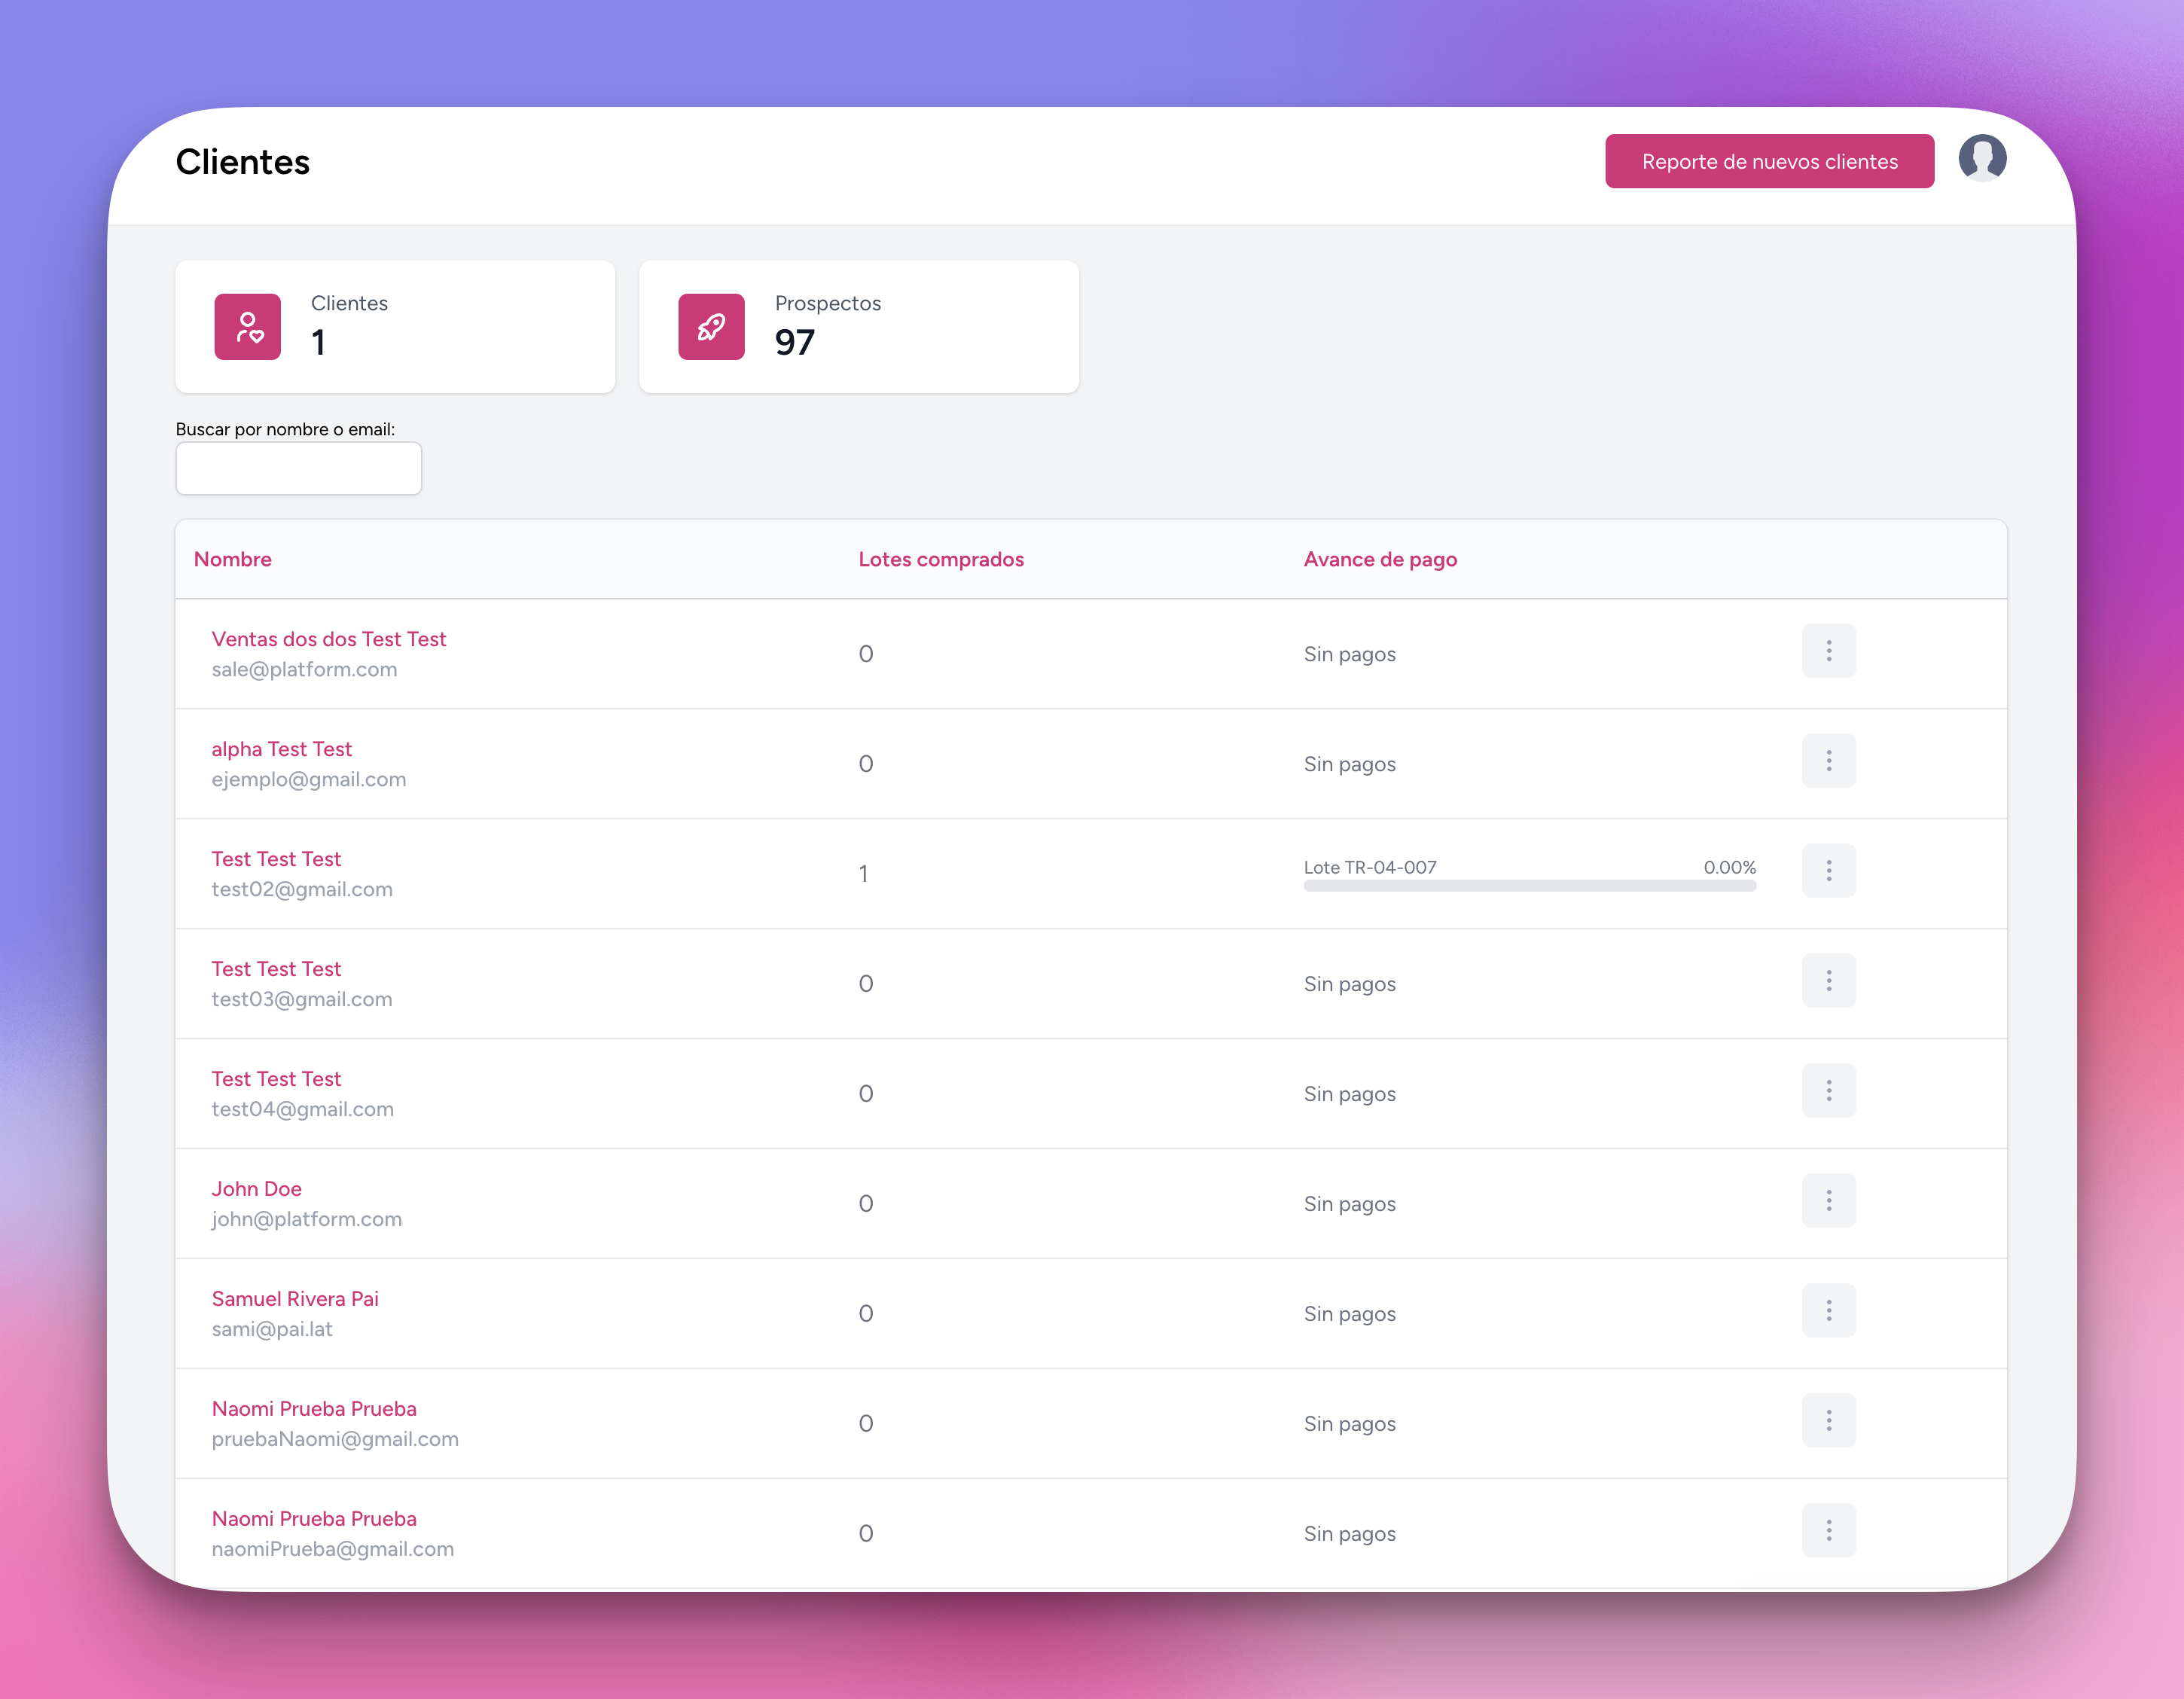 Clientes
Reporte de nuevos clientes
Clientes
1
Prospectos
97
Buscar por nombre o email:
Nombre Lotes comprados Avance de pago
Ventas dos dos Test Test
sale@platform.com
0 Sin pagos
alpha Test Test
ejemplo@gmail.com
0 Sin pagos
Test Test Test
test02@gmail.com
1 Lote TR-04-007 0.00%
Test Test Test
test03@gmail.com
0 Sin pagos
Test Test Test
test04@gmail.com
0 Sin pagos
John Doe
john@platform.com
0 Sin pagos
Samuel Rivera Pai
sami@pai.lat
0 Sin pagos
Naomi Prueba Prueba
pruebaNaomi@gmail.com
0 Sin pagos
Naomi Prueba Prueba
naomiPrueba@gmail.com
0 Sin pagos